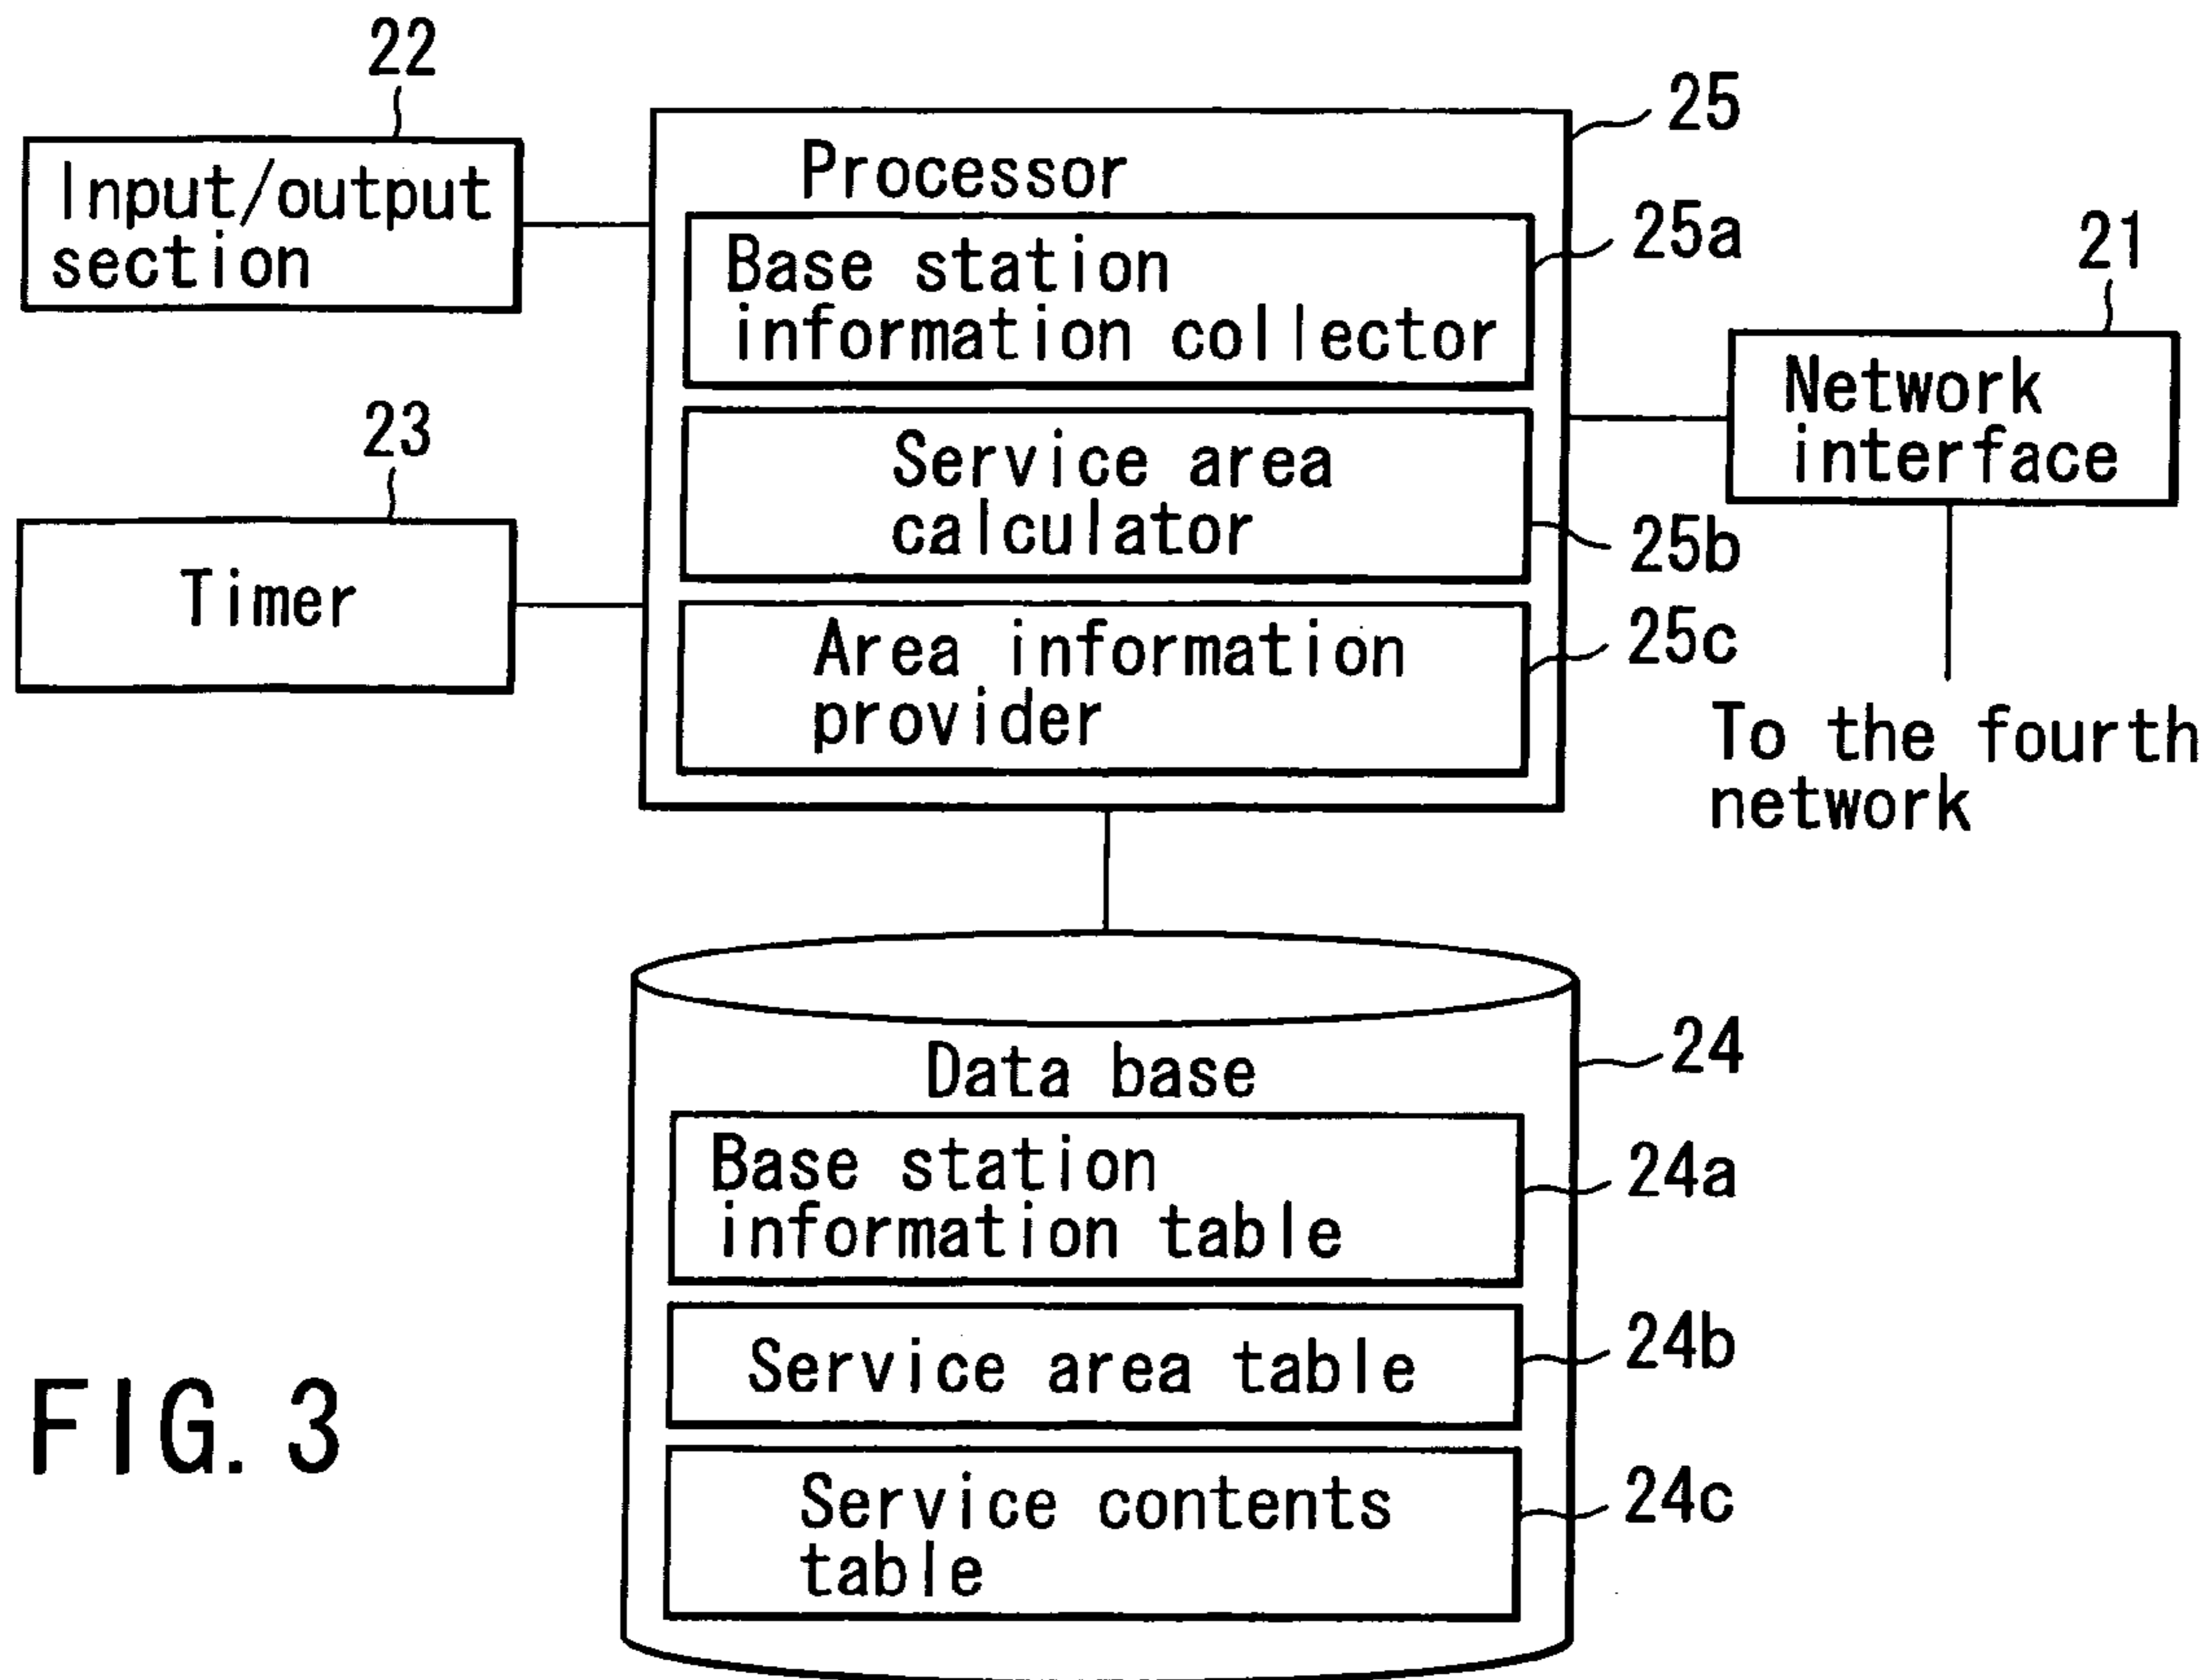 22
Input/output
section
23
Timer
25
Processor
25a
Base station
information collector
Service area
calculator
25b
Area information
provider
25c
21
Network
interface
To the fourth
network
Data base
24
Base station
information table
24a
Service area table
24b
Service contents
table
24c
FIG. 3